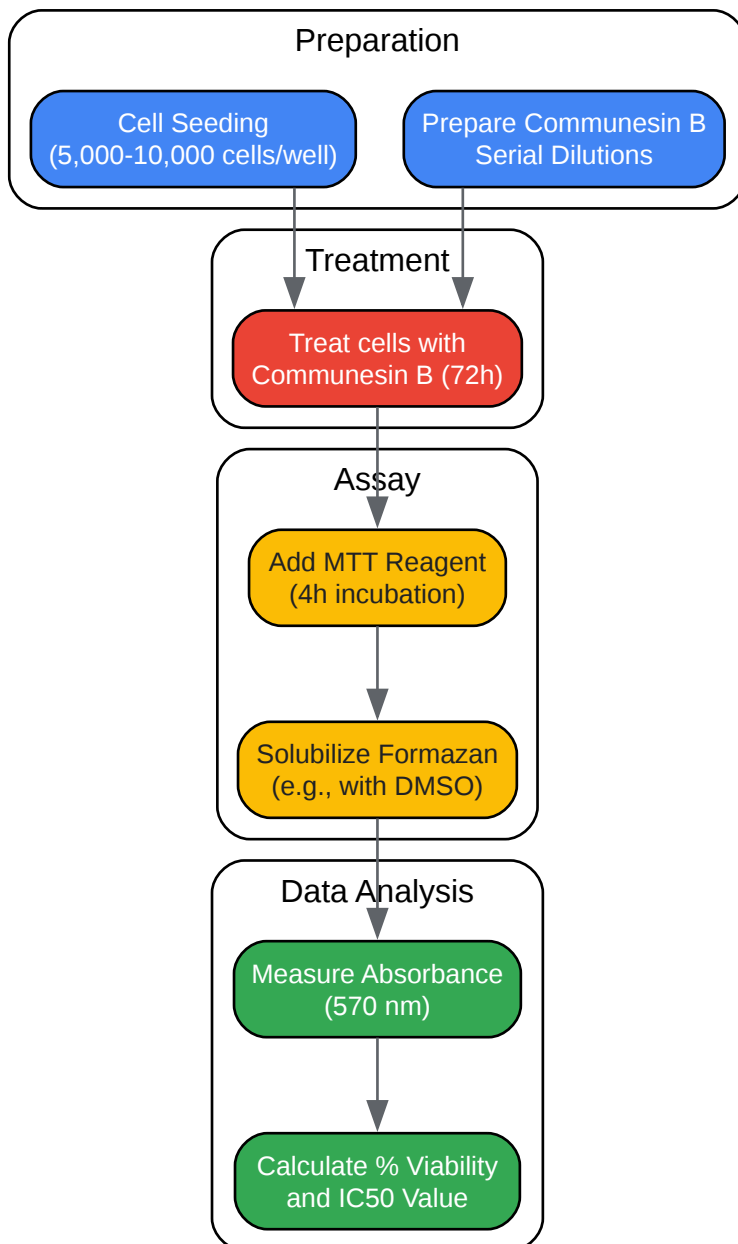 Preparation
Cell Seeding
(5,000-10,000 cells/well)
Prepare Communesin B
Serial Dilutions
Treatment
Treat cells with
Communesin B (72h)
Assay
Add MTT Reagent
(4h incubation)
Solubilize Formazan
(e.g., with DMSO)
Data Analysis
Measure Absorbance
(570 nm)
Calculate % Viability
and IC50 Value